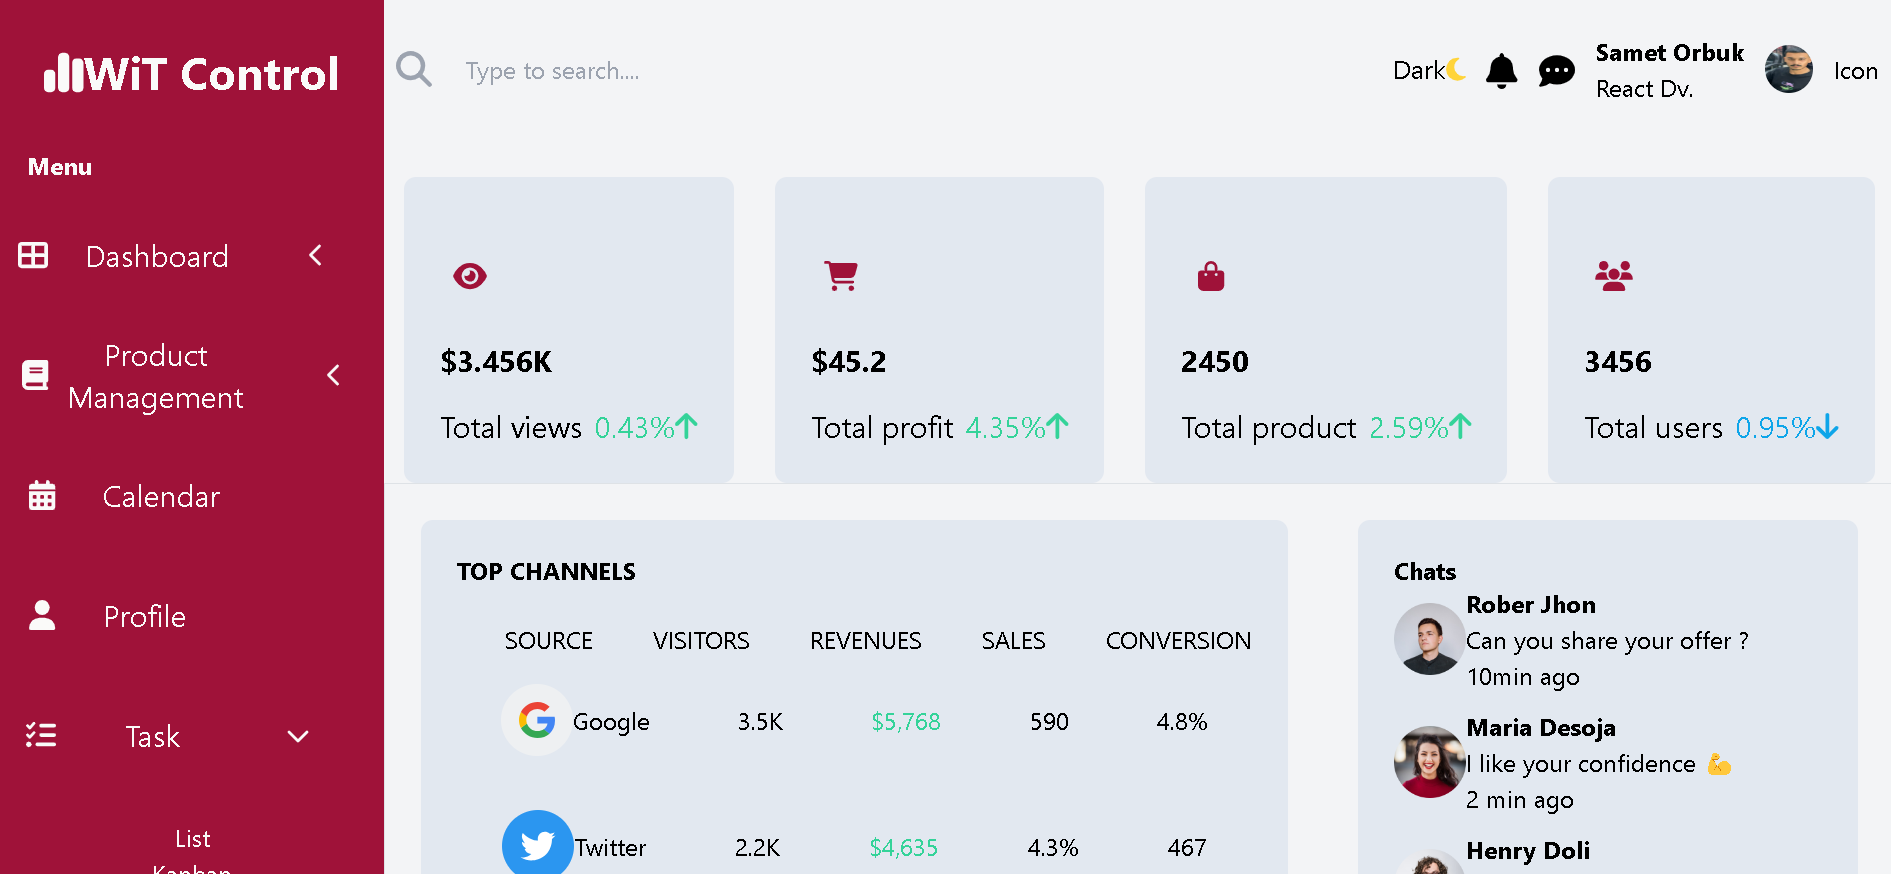 WiT Control
Menu
Dashboard
Product
Management
Calendar
Profile
Task
List
Kanban
Type to search....
Dark
Samet Orbuk
React Dv.
Icon
$3.456K
Total views 0.43%
$45.2
Total profit 4.35%
2450
Total product 2.59%
3456
Total users 0.95%
TOP CHANNELS
SOURCE VISITORS REVENUES SALES CONVERSION
Google 3.5K $5,768 590 4.8%
Twitter 2.2K $4,635 4.3% 467
Chats
Rober Jhon
Can you share your offer ?
10min ago
Maria Desoja
I like your confidence 💪
2 min ago
Henry Doli